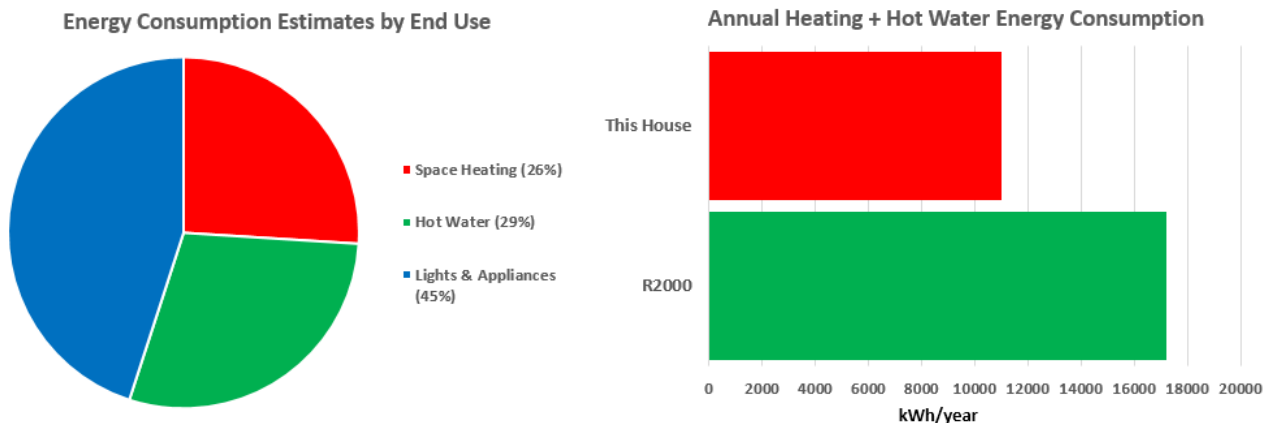 Energy Consumption Estimates by End Use
Space Heating (26%)
Hot Water (29%)
Lights & Appliances
(45%)
Annual Heating + Hot Water Energy Consumption
This House
R2000
0 2000 4000 6000 8000 10000 12000 14000 16000 18000 20000
kWh/year